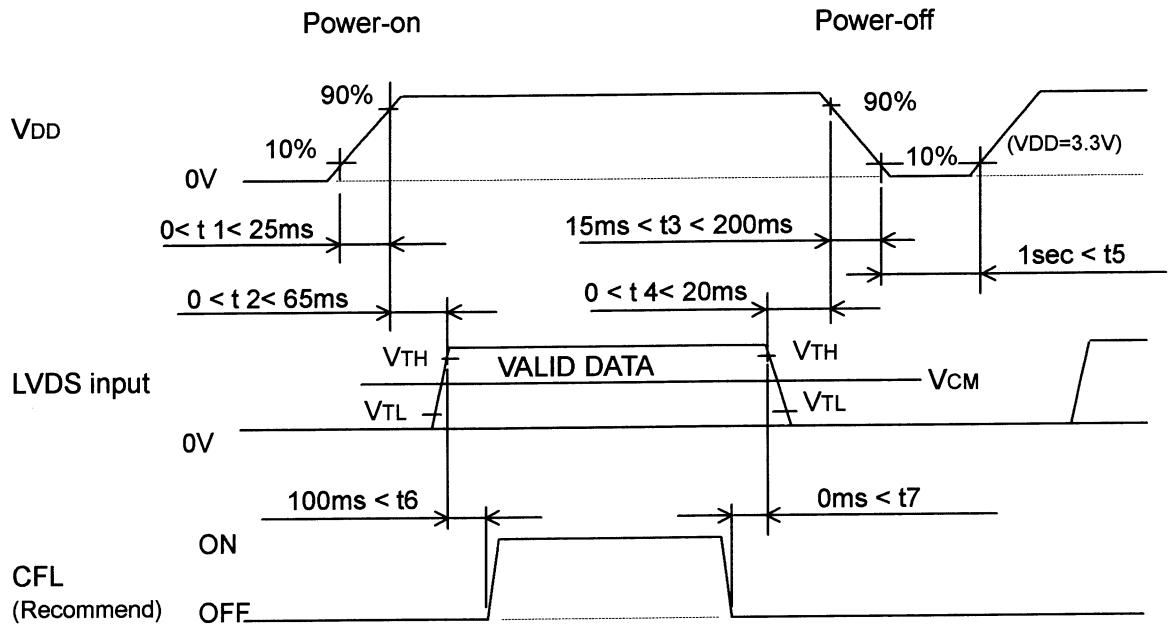 Power-on
Power-off
VDD
90%
10%
0V
90%
10%
(VDD=3.3V)
0< t 1< 25ms
15ms < t3 < 200ms
1sec < t5
0 < t 2< 65ms
0 < t 4< 20ms
LVDS input
VTH
VALID DATA
VTH
VCM
VTL
VTL
0V
100ms < t6
0ms < t7
CFL
(Recommend)
ON
OFF